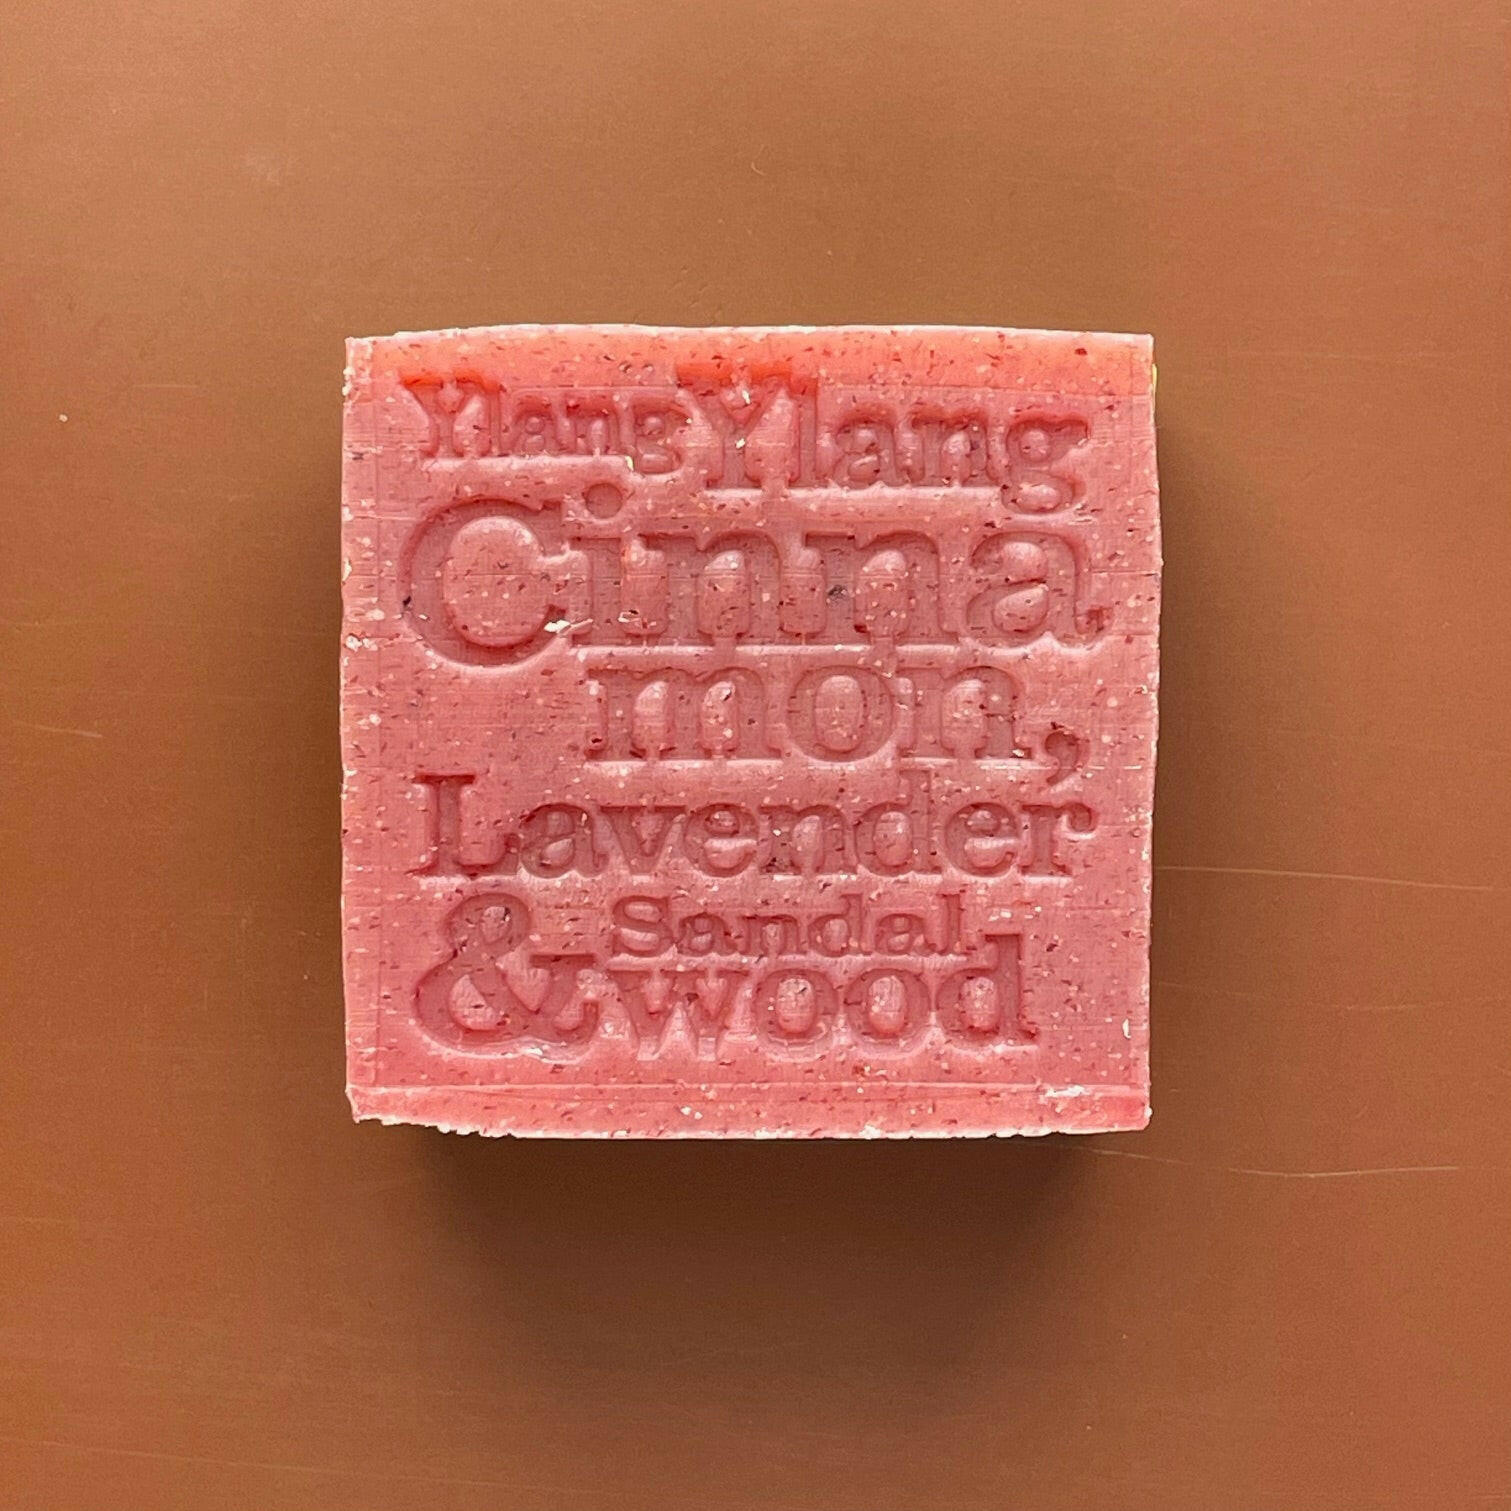 Ylang Ylang
Cinna
mon,
Lavender
& Sandal
wood